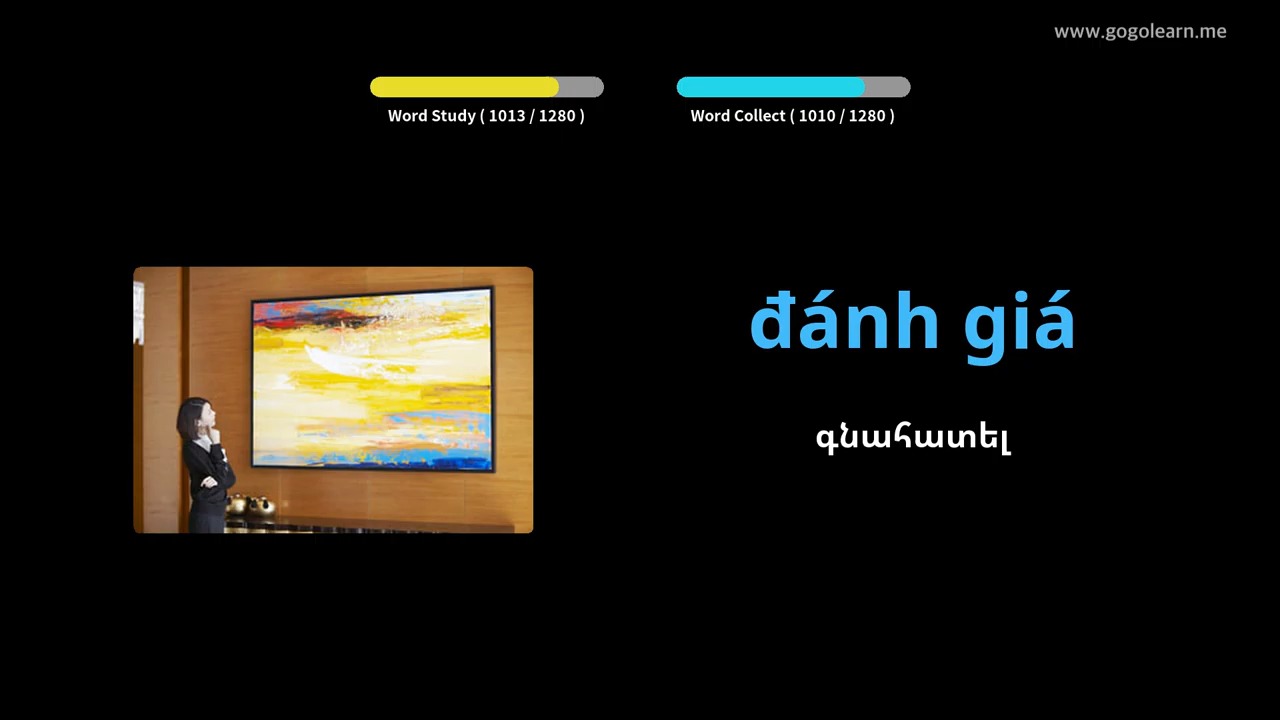 www.gogolearn.me
Word Study ( 1013 / 1280 )
Word Collect ( 1010 / 1280 )
đánh giá
գնահատել